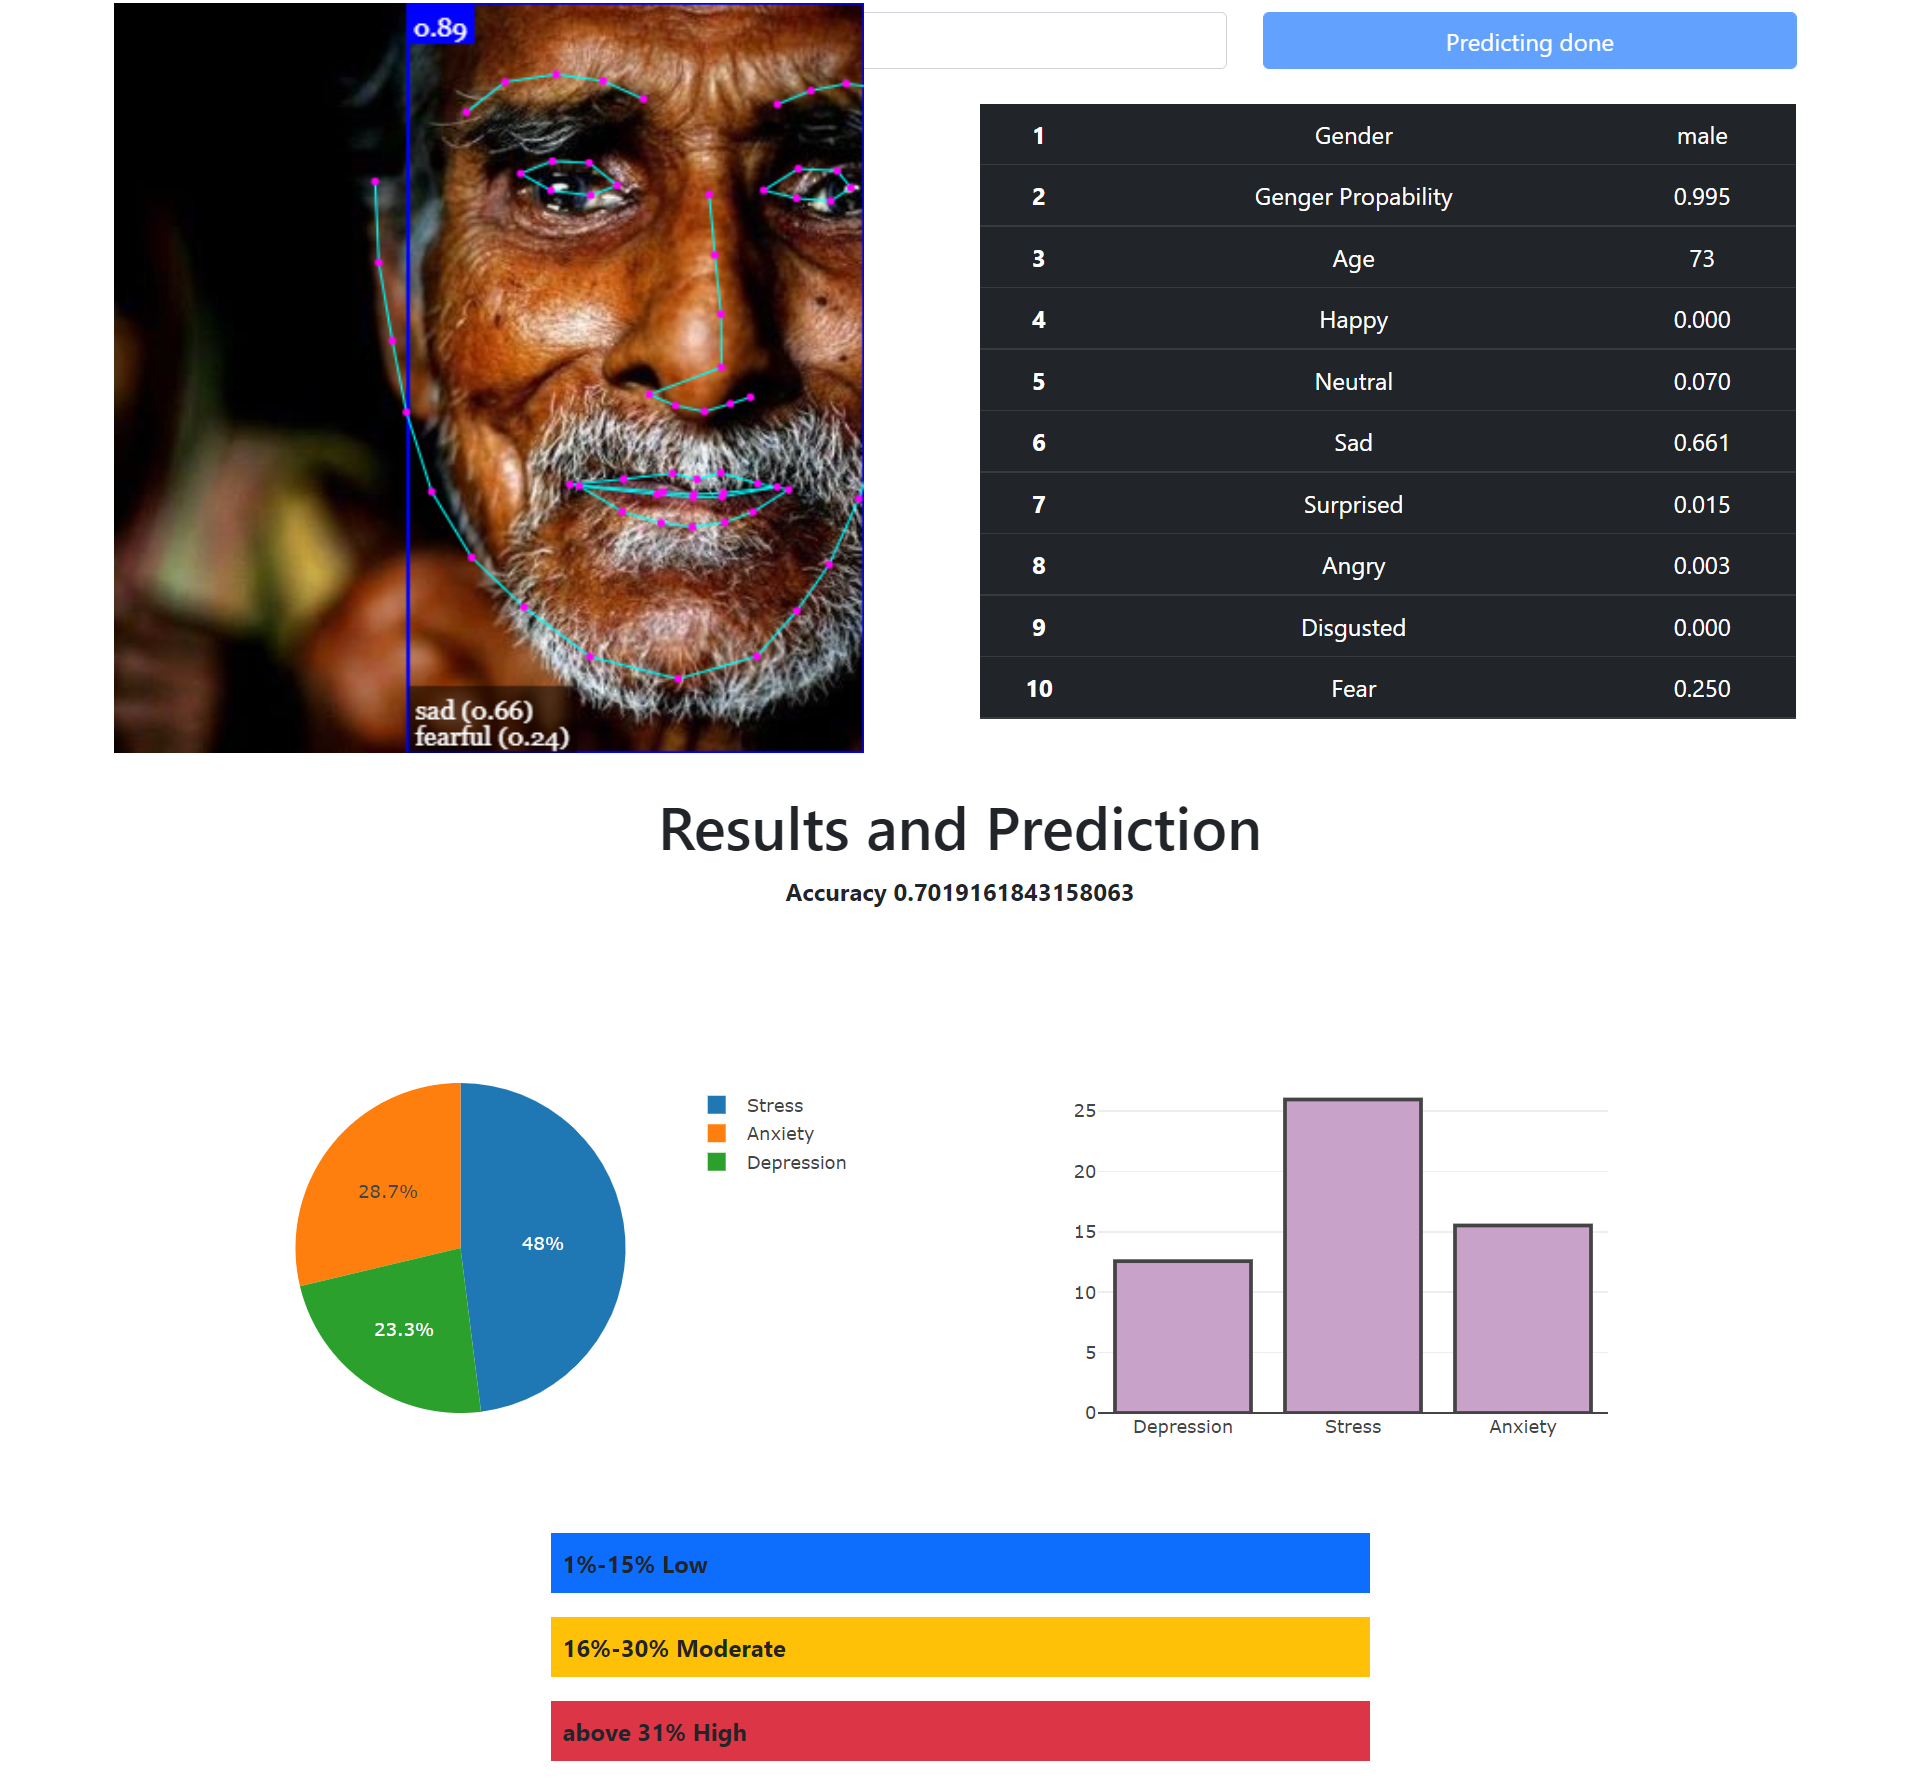 0.89
Predicting done
1 Gender male
2 Genger Propability 0.995
3 Age 73
4 Happy 0.000
5 Neutral 0.070
6 Sad 0.661
7 Surprised 0.015
8 Angry 0.003
9 Disgusted 0.000
10 Fear 0.250
sad (0.66)
fearful (0.24)
Results and Prediction
Accuracy 0.7019161843158063
Stress
Anxiety
Depression
28.7%
48%
23.3%
25
20
15
10
5
0
Depression Stress Anxiety
1%-15% Low
16%-30% Moderate
above 31% High